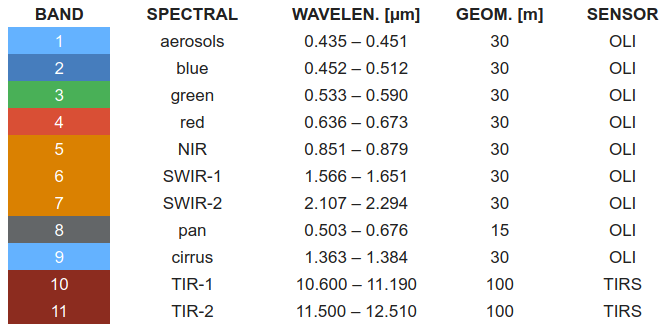 BAND SPECTRAL WAVELEN. [µm] GEOM. [m] SENSOR
1 aerosols 0.435 – 0.451 30 OLI
2 blue 0.452 – 0.512 30 OLI
3 green 0.533 – 0.590 30 OLI
4 red 0.636 – 0.673 30 OLI
5 NIR 0.851 – 0.879 30 OLI
6 SWIR-1 1.566 – 1.651 30 OLI
7 SWIR-2 2.107 – 2.294 30 OLI
8 pan 0.503 – 0.676 15 OLI
9 cirrus 1.363 – 1.384 30 OLI
10 TIR-1 10.600 – 11.190 100 TIRS
11 TIR-2 11.500 – 12.510 100 TIRS